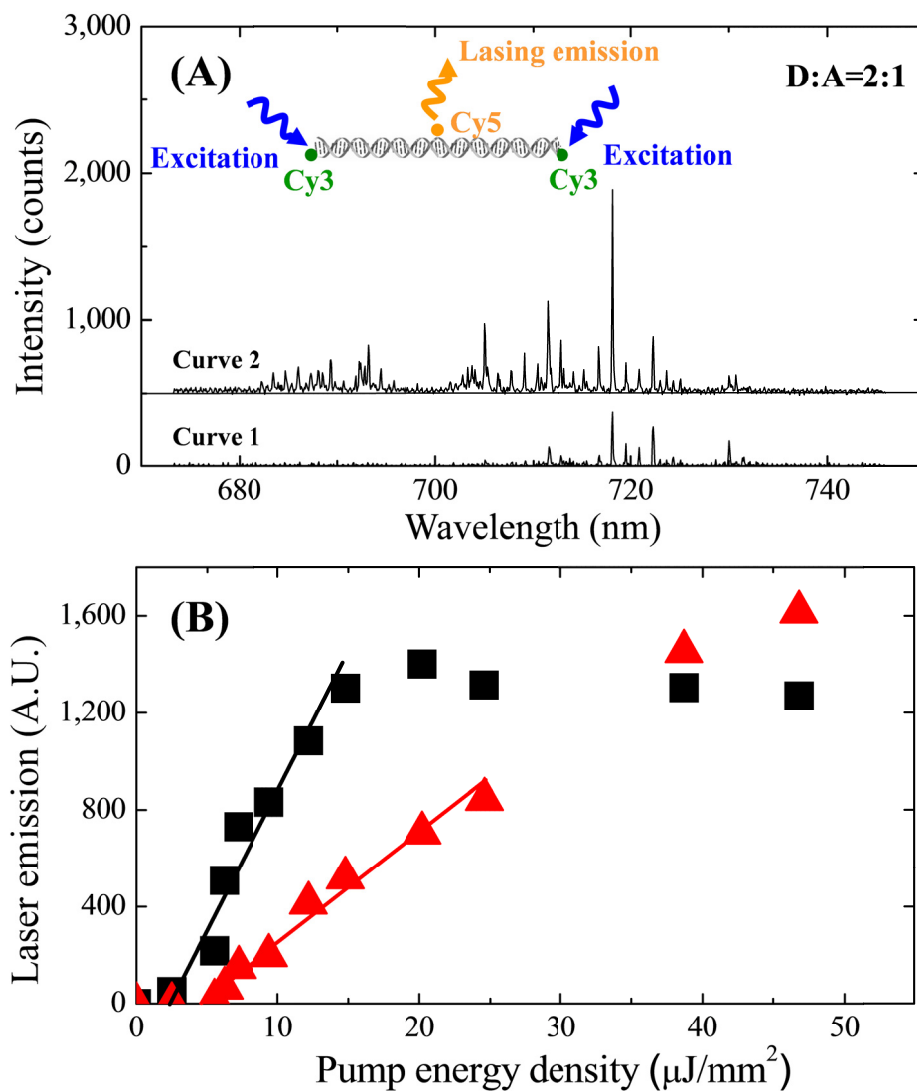 3,000
(A)
Lasing emission
D:A=2:1
2,000
Excitation
Cy5
Excitation
Cy3
Cy3
Intensity (counts)
1,000
Curve 2
Curve 1
0
680
700
720
740
Wavelength (nm)
(B)
1,600
1,200
800
400
0
Laser emission (A.U.)
0
10
20
30
40
50
Pump energy density (μJ/mm²)